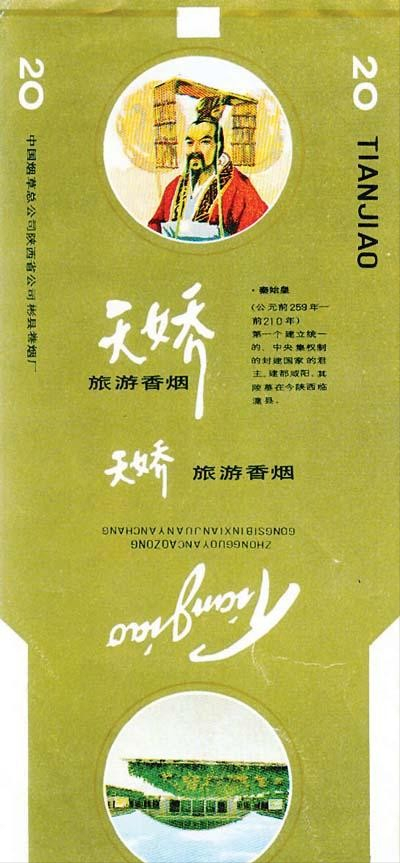 20
20
TIANJIAO
中国烟草总公司陕西省公司彬县卷烟厂
天娇
旅游香烟
·秦始皇
(公元前259年一
前210年)
第一个建立统一
的、中央集权制
的封建国家的君
主。建都咸阳。其
陵墓在今陕西临
潼县。
天娇 旅游香烟
ZHONGGUOYANCAOZONG
GONGSIBINXIANJUANYANCHANG
Tianjiao